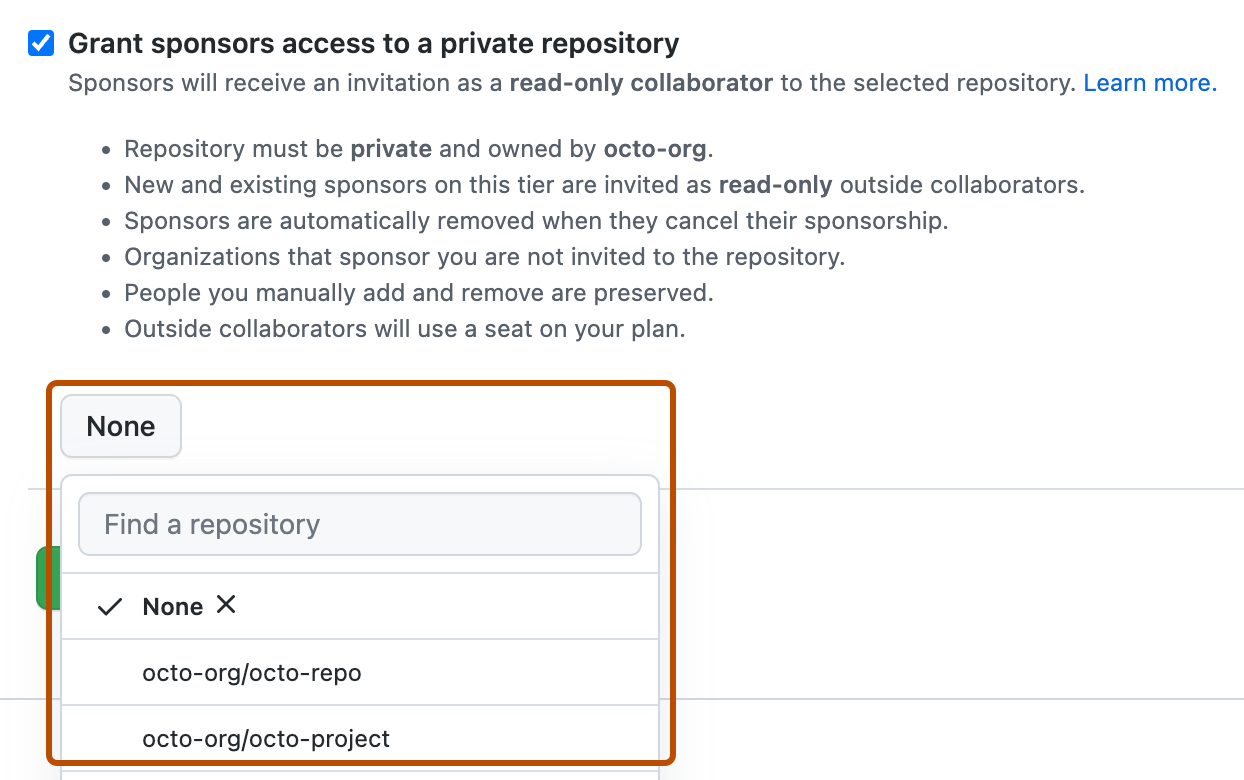 Grant sponsors access to a private repository
Sponsors will receive an invitation as a read-only collaborator to the selected repository. Learn more.
Repository must be private and owned by octo-org.
New and existing sponsors on this tier are invited as read-only outside collaborators.
Sponsors are automatically removed when they cancel their sponsorship.
Organizations that sponsor you are not invited to the repository.
People you manually add and remove are preserved.
Outside collaborators will use a seat on your plan.
None
Find a repository
None
octo-org/octo-repo
octo-org/octo-project